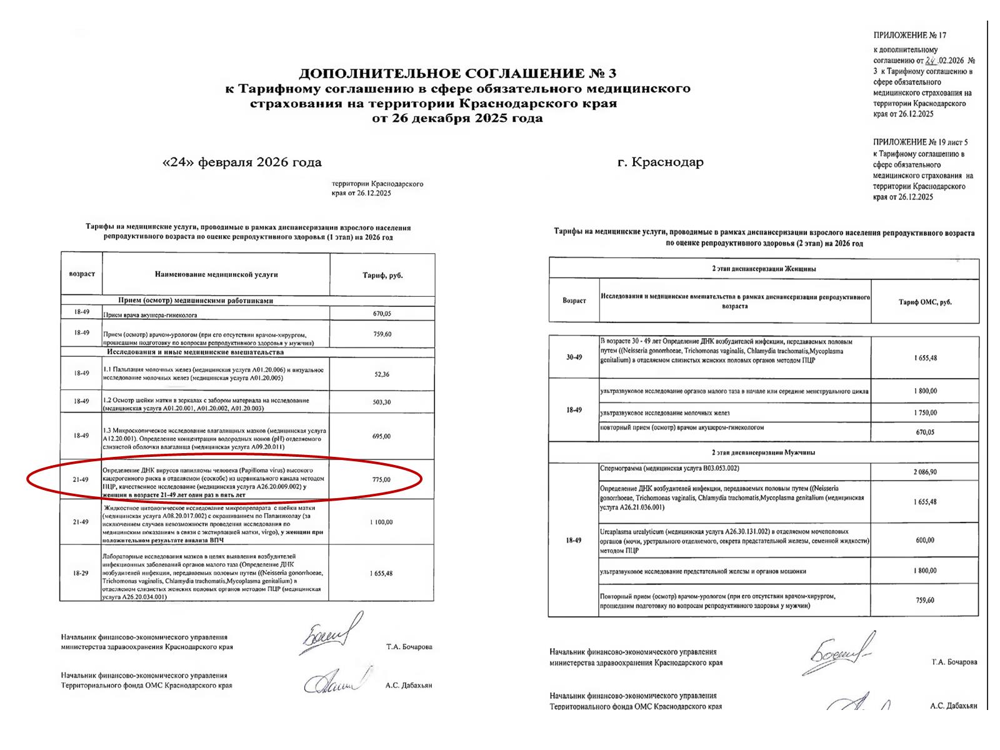 ПРИЛОЖЕНИЕ № 17
к дополнительному
соглашению от 24 .02.2026 №
3 к Тарифному соглашению в
сфере обязательного
медицинского страхования на
территории Краснодарского
края от 26.12.2025
ПРИЛОЖЕНИЕ № 19 лист 5
к Тарифному соглашению в
сфере обязательного
медицинского страхования на
территории Краснодарского
края от 26.12.2025
ДОПОЛНИТЕЛЬНОЕ СОГЛАШЕНИЕ № 3
к Тарифному соглашению в сфере обязательного медицинского
страхования на территории Краснодарского края
от 26 декабря 2025 года
«24» февраля 2026 года
г. Краснодар
территории Краснодарского
края от 26.12.2025
Тарифы на медицинские услуги, проводимые в рамках диспансеризации взрослого населения
репродуктивного возраста по оценке репродуктивного здоровья (1 этап) на 2026 год
возраст
Наименование медицинской услуги
Тариф, руб.
Прием (осмотр) медицинскими работниками
18-49
Прием врача акушера-гинеколога
670,05
18-49
Прием (осмотр) врачом-урологом (при его отсутствии врачом-хирургом,
прошедшим подготовку по вопросам репродуктивного здоровья у мужчин)
759,60
Исследования и иные медицинские вмешательства
18-49
1.1 Пальпация молочных желез (медицинская услуга А01.20.006) и визуальное
исследование молочных желез (медицинская услуга А01.20.005)
52,36
18-49
1.2 Осмотр шейки матки в зеркалах с забором материала на исследование
(медицинская услуга А01.20.001, А01.20.002, А01.20.003)
503,30
18-49
1.3 Микроскопическое исследование влагалищных мазков (медицинская услуга
А12.20.001). Определение концентрации водородных ионов (pH) отделяемого
слизистой оболочки влагалища (медицинская услуга А09.20.011)
695,00
21-49
Определение ДНК вирусов папилломы человека (Papilloma virus) высокого
кацерогенного риска в отделяемом (соскобе) из цервикального канала методом
ПЦР, качественное исследование (медицинская услуга А26.20.009.002) у
женщин в возрасте 21-49 лет один раз в пять лет
775,00
21-49
Жидкостное цитологическое исследование микропрепарата с шейки матки
(медицинская услуга А08.20.017.002) с окрашиванием по Папаниколау (за
исключением случаев невозможности проведения исследования по
медицинским показаниям в связи с экстирпацией матки, virgo), у женщин при
положительном результате анализа ВПЧ
1 100,00
18-29
Лабораторные исследования мазков в целях выявления возбудителей
инфекционных заболеваний органов малого таза (Определение ДНК
возбудителей инфекции, передаваемых половым путем ((Neisseria gonorrhoeae,
Trichomonas vaginalis, Chlamydia trachomatis,Mycoplasma genitalium) в
отделяемом слизистых женских половых органов методом ПЦР (медицинская
услуга А26.20.034.001)
1 655,48
Начальник финансово-экономического управления
министерства здравоохранения Краснодарского края
Т.А. Бочарова
Начальник финансово-экономического управления
Территориального фонда ОМС Краснодарского края
А.С. Дабахьян
Тарифы на медицинские услуги, проводимые в рамках диспансеризации взрослого населения репродуктивного возраста
по оценке репродуктивного здоровья (2 этап) на 2026 год
2 этап диспансеризации Женщины
Возраст
Исследования и медицинские вмешательства в рамках диспансеризации репродуктивного
возраста
Тариф ОМС, руб.
30-49
В возрасте 30 - 49 лет Определение ДНК возбудителей инфекции, передаваемых половым
путем ((Neisseria gonorrhoeae, Trichomonas vaginalis, Chlamydia trachomatis,Mycoplasma
genitalium) в отделяемом слизистых женских половых органов методом ПЦР
1 655,48
18-49
ультразвуковое исследование органов малого таза в начале или середине менструального цикла
1 800,00
ультразвуковое исследование молочных желез
1 750,00
повторный прием (осмотр) врачом акушером-гинекологом
670,05
2 этап диспансеризации Мужчины
18-49
Спермограмма (медицинская услуга В03.053.002)
2 086,90
Определение ДНК возбудителей инфекции, передаваемых половым путем ((Neisseria
gonorrhoeae, Trichomonas vaginalis, Chlamydia trachomatis,Mycoplasma genitalium (медицинская
услуга А26.21.036.001)
1 655,48
Ureaplasma urealyticum (медицинская услуга А26.30.131.002) в отделяемом мочеполовых
органов (мочи, уретрального отделяемого, секрета предстательной железы, семенной жидкости)
методом ПЦР
600,00
ультразвуковое исследование предстательной железы и органов мошонки
1 800,00
Повторный прием (осмотр) врачом-урологом (при его отсутствии врачом-хирургом,
прошедшим подготовку по вопросам репродуктивного здоровья у мужчин)
759,60
Начальник финансово-экономического управления
министерства здравоохранения Краснодарского края
Т.А. Бочарова
Начальник финансово-экономического управления
Территориального фонда ОМС Краснодарского края
А.С. Дабахьян